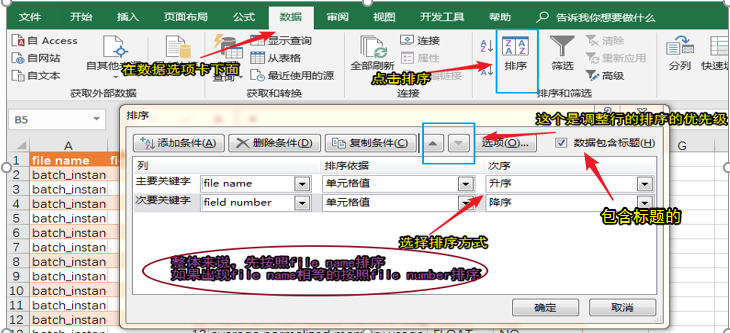 文件 开始 插入 页面布局 公式 数据 审阅 视图 开发工具 帮助 告诉我你想要做什么
自 Access
自网站
自文本
自其他
在数据选项卡下面
获取外部数据
查询
显示查询
从表格
最近使用的源
获取和转换
全部刷新
连接
属性
编辑链接
连接
点击排序
排序
筛选
清除
重新应用
高级
排序和筛选
分列
快速填
B5
这个是调整行的排序的优先级
排序
添加条件(A) 删除条件(D) 复制条件(C) 选项(O)... 数据包含标题(H)
列 排序依据 次序
主要关键字 file name 单元格值 升序
次要关键字 field number 单元格值 降序
包含标题的
选择排序方式
整体来说，先按照file name排序
如果出现file name相等的按照file number排序
确定 取消
A G
1 file name
2 batch_instan
3 batch_instan
4 batch_instan
5 batch_instan
6 batch_instan
7 batch_instan
8 batch_instan
9 batch_instan
10 batch_instan
11 batch_instan